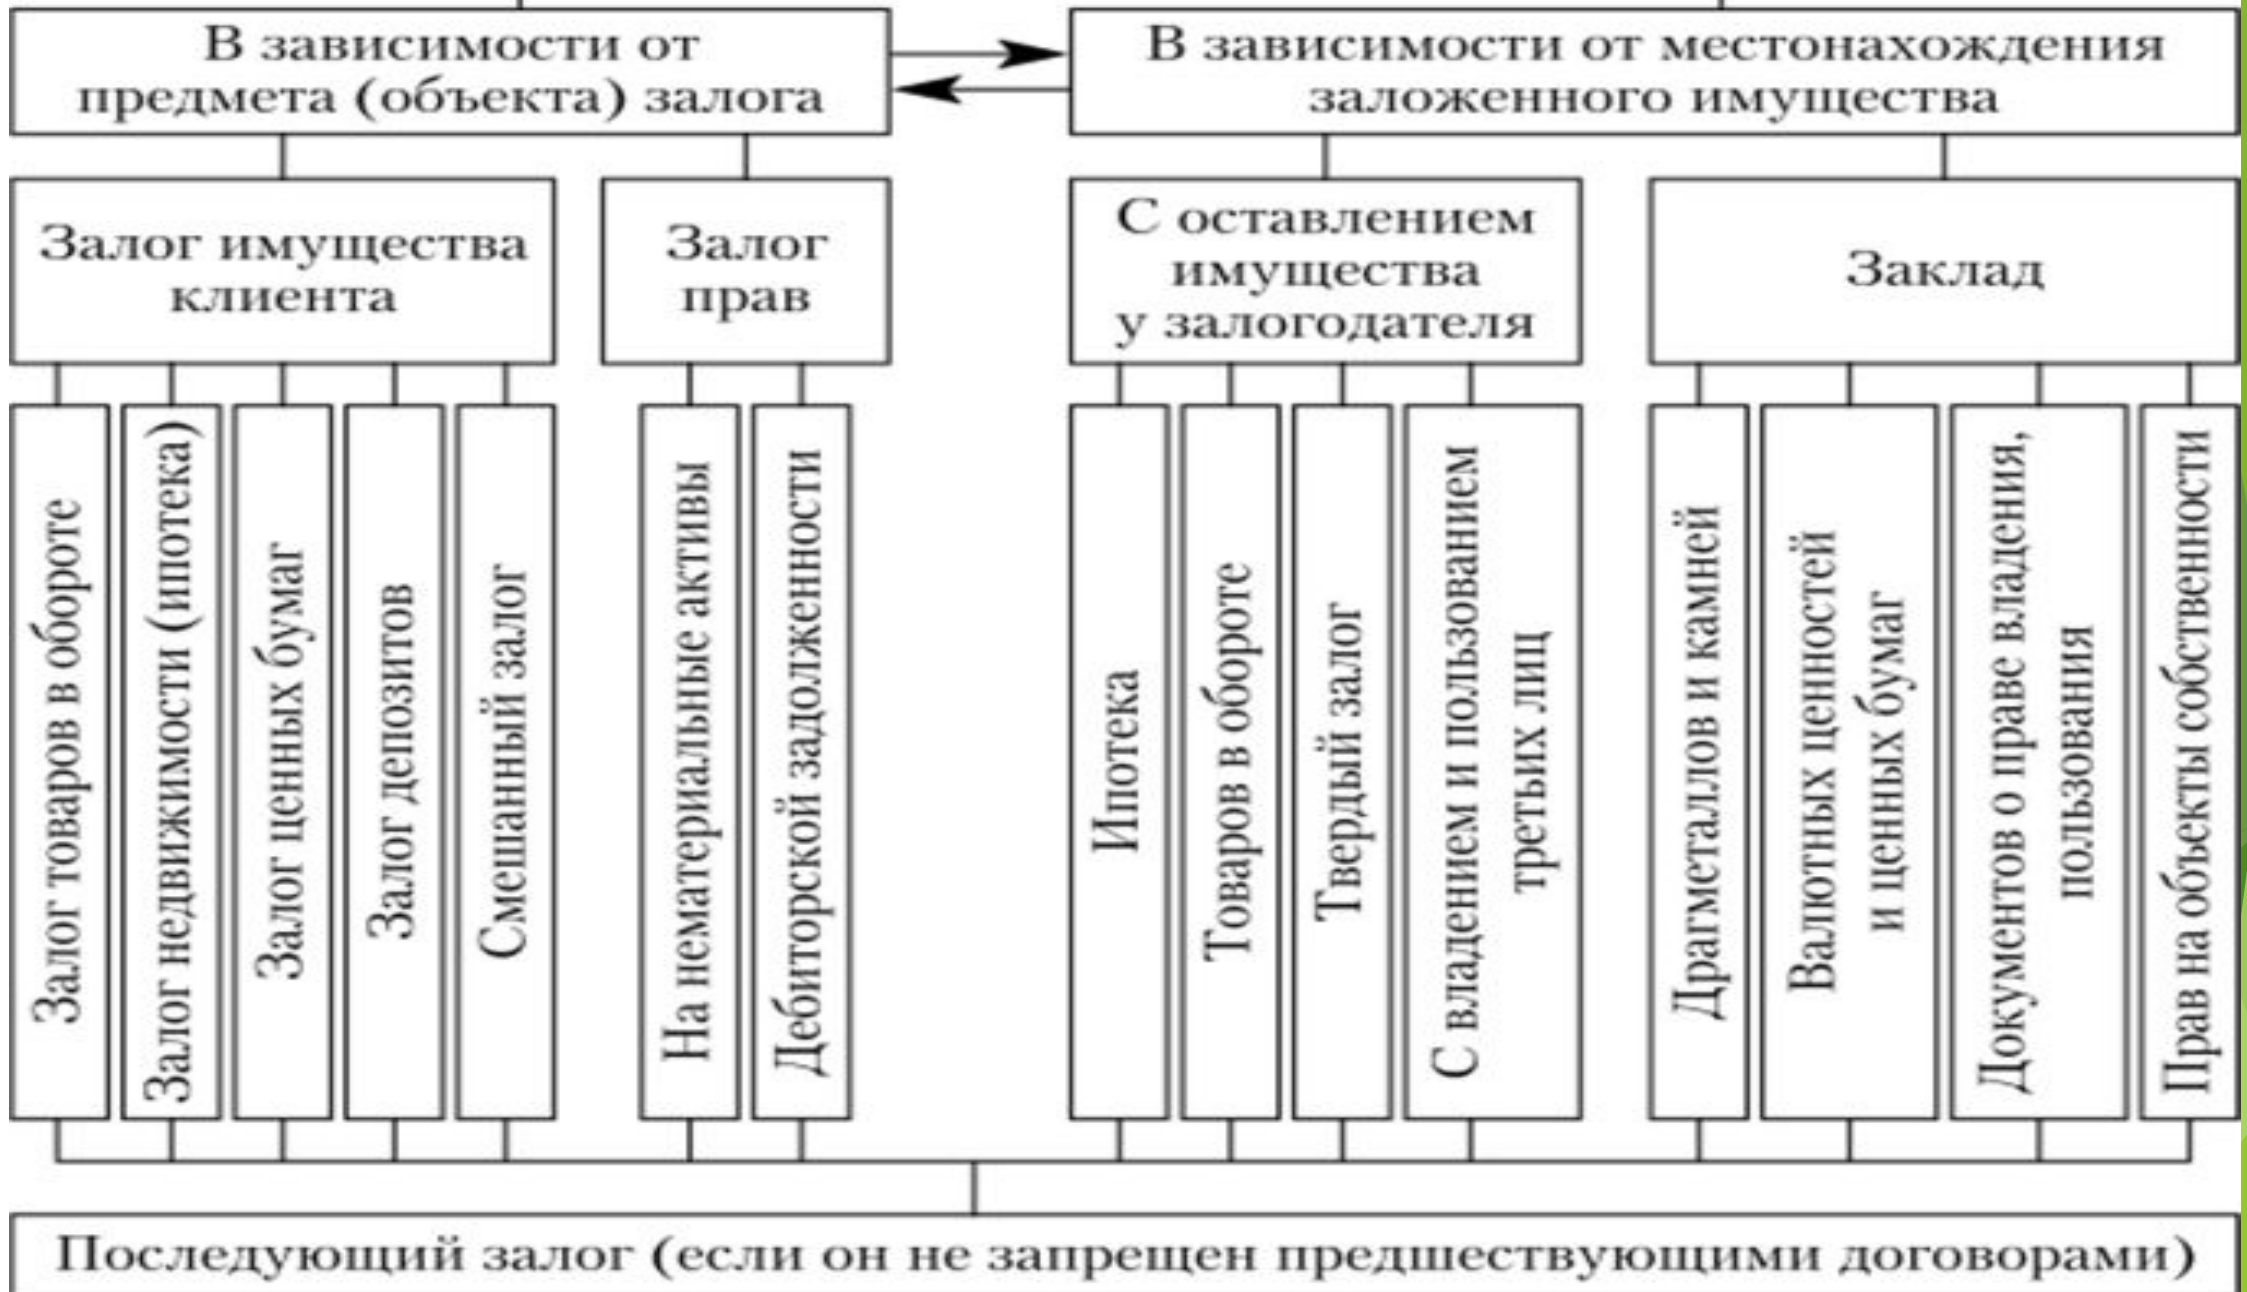 В зависимости от
предмета (объекта) залога
В зависимости от местонахождения
заложенного имущества
Залог имущества
клиента
Залог
прав
С оставлением
имущества
у залогодателя
Заклад
Залог товаров в обороте
Залог недвижимости (ипотека)
Залог ценных бумаг
Залог депозитов
Смешанный залог
На нематериальные активы
Дебиторской задолженности
Ипотека
Товаров в обороте
Твердый залог
С владением и пользованием
третьих лиц
Драгметаллов и камней
Валютных ценностей
и ценных бумаг
Документов о праве владения,
пользования
Прав на объекты собственности
Последующий залог (если он не запрещен предшествующими договорами)